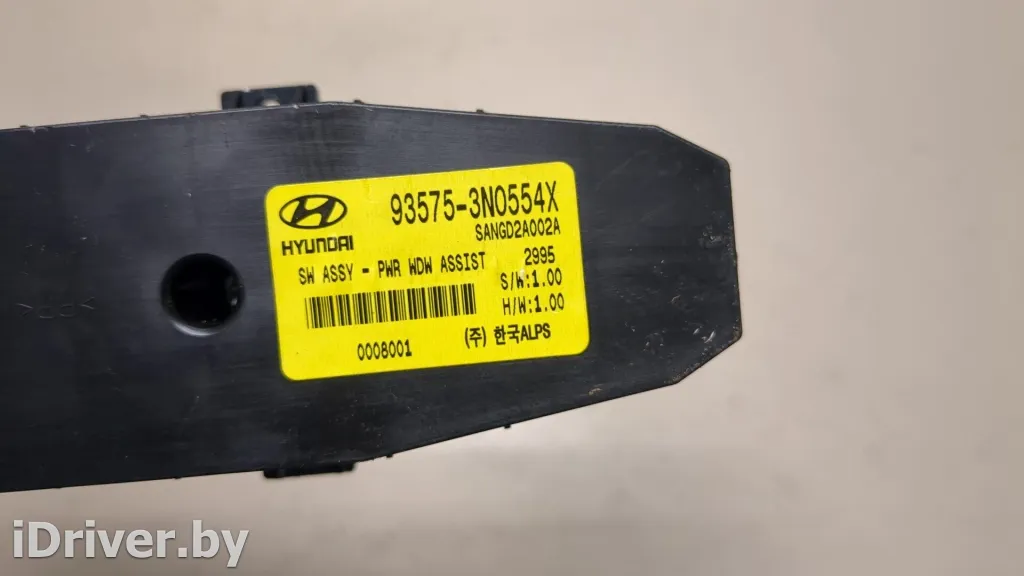 93575-3N0554X
HYUNDAI
SANGD2A002A
SW ASSY - PWR WDW ASSIST 2995
S/W:1.00
H/W:1.00
0008001
(주) 한국ALPS
iDriver.by